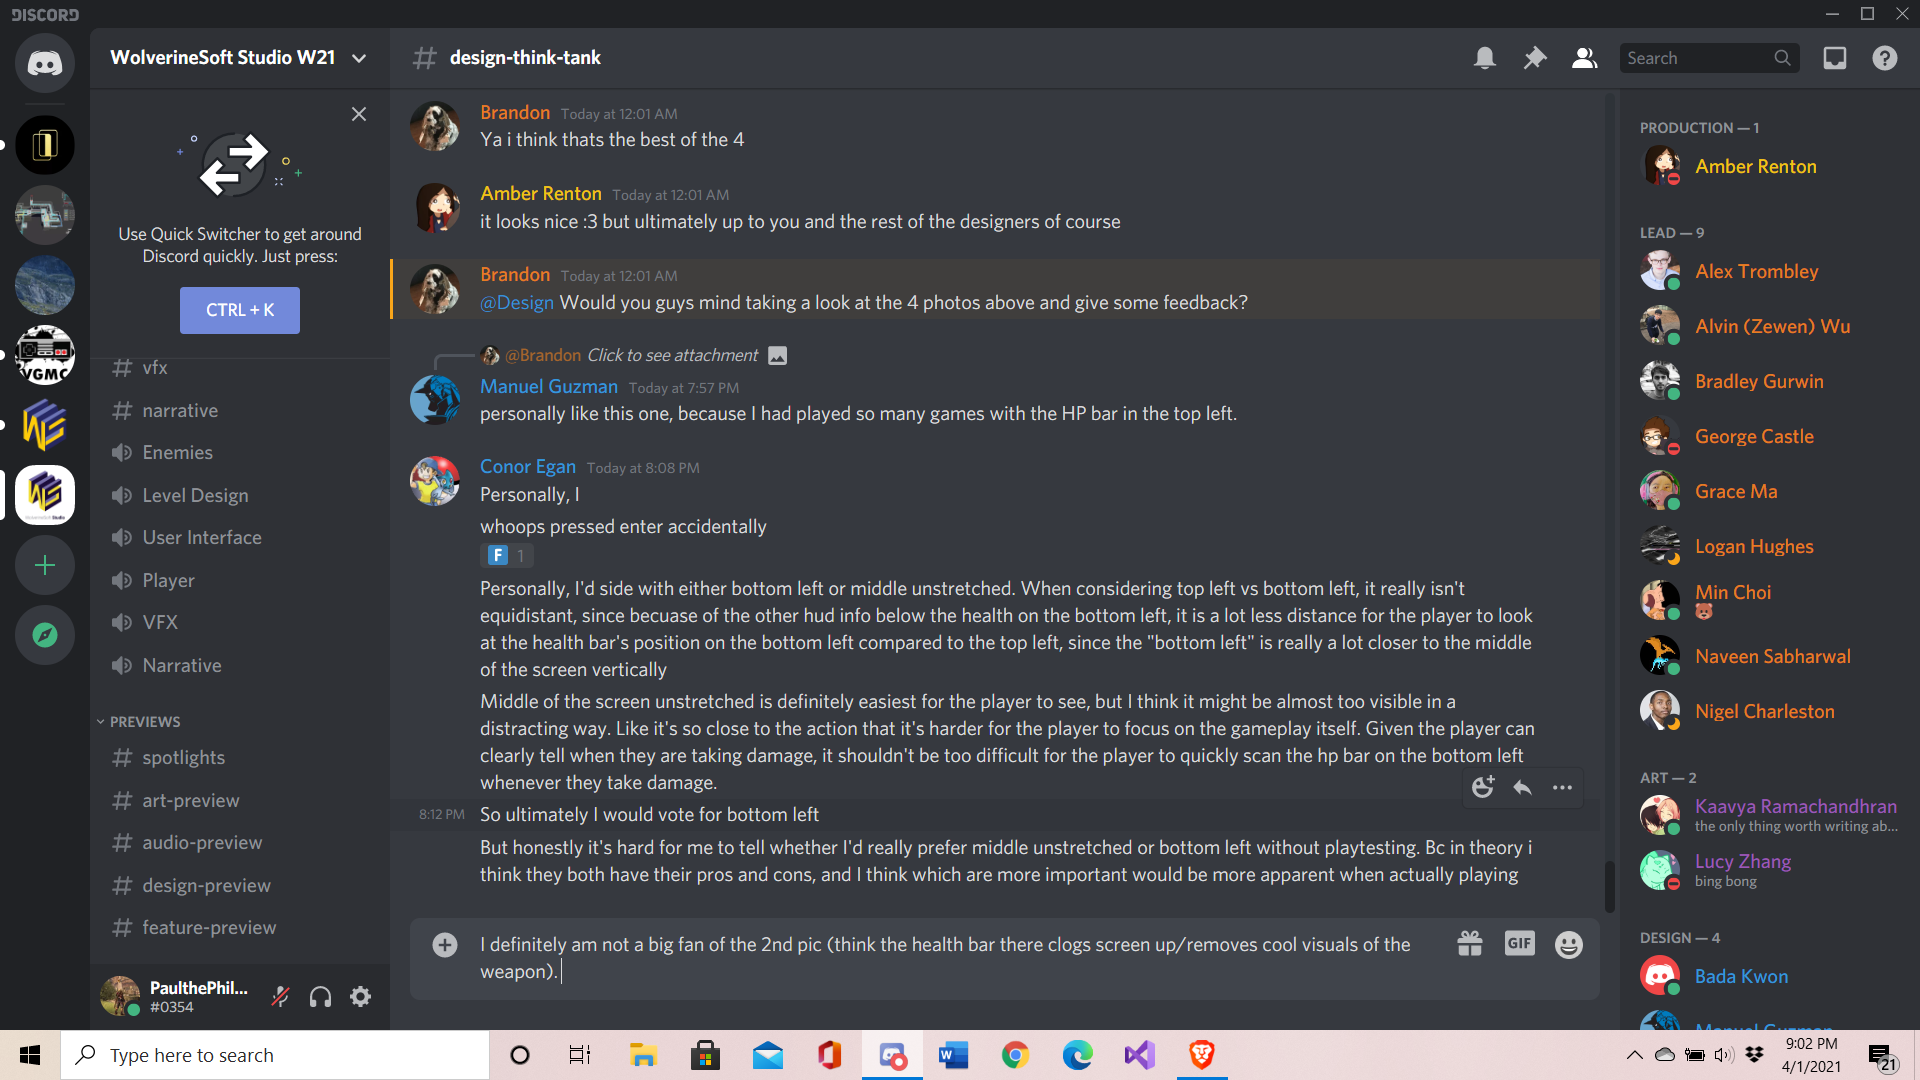 DISCORD
WolverineSoft Studio W21
design-think-tank
Search
Use Quick Switcher to get around
Discord quickly. Just press:
CTRL + K
vfx
narrative
Enemies
Level Design
User Interface
Player
VFX
Narrative
PREVIEWS
spotlights
art-preview
audio-preview
design-preview
feature-preview
PaulthePhil...
#0354
VGMC
Brandon Today at 12:01 AM
Ya i think thats the best of the 4
Amber Renton Today at 12:01 AM
it looks nice :3 but ultimately up to you and the rest of the designers of course
Brandon Today at 12:01 AM
@Design Would you guys mind taking a look at the 4 photos above and give some feedback?
@Brandon Click to see attachment
Manuel Guzman Today at 7:57 PM
personally like this one, because I had played so many games with the HP bar in the top left.
Conor Egan Today at 8:08 PM
Personally, I
whoops pressed enter accidentally
F 1
Personally, I'd side with either bottom left or middle unstretched. When considering top left vs bottom left, it really isn't
equidistant, since becuase of the other hud info below the health on the bottom left, it is a lot less distance for the player to look
at the health bar's position on the bottom left compared to the top left, since the "bottom left" is really a lot closer to the middle
of the screen vertically
Middle of the screen unstretched is definitely easiest for the player to see, but I think it might be almost too visible in a
distracting way. Like it's so close to the action that it's harder for the player to focus on the gameplay itself. Given the player can
clearly tell when they are taking damage, it shouldn't be too difficult for the player to quickly scan the hp bar on the bottom left
whenever they take damage.
8:12 PM So ultimately I would vote for bottom left
But honestly it's hard for me to tell whether I'd really prefer middle unstretched or bottom left without playtesting. Bc in theory i
think they both have their pros and cons, and I think which are more important would be more apparent when actually playing
I definitely am not a big fan of the 2nd pic (think the health bar there clogs screen up/removes cool visuals of the
weapon).
GIF
PRODUCTION — 1
Amber Renton
LEAD — 9
Alex Trombley
Alvin (Zewen) Wu
Bradley Gurwin
George Castle
Grace Ma
Logan Hughes
Min Choi
Naveen Sabharwal
Nigel Charleston
ART — 2
Kaavya Ramachandhran
the only thing worth writing ab...
Lucy Zhang
bing bong
DESIGN — 4
Bada Kwon
Manuel Guzman
Type here to search
9:02 PM
4/1/2021
21